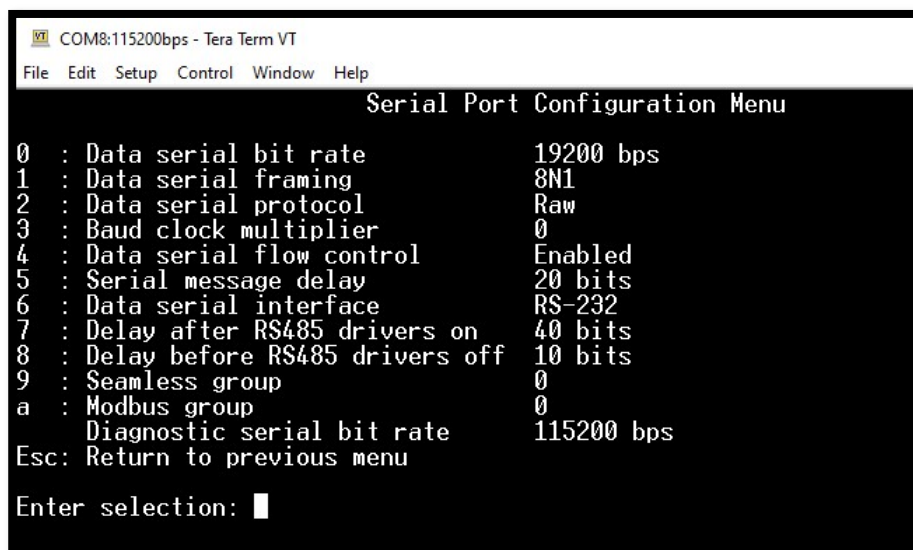 VT COM8:115200bps - Tera Term VT
File Edit Setup Control Window Help
Serial Port Configuration Menu
0 : Data serial bit rate 19200 bps
1 : Data serial framing 8N1
2 : Data serial protocol Raw
3 : Baud clock multiplier 0
4 : Data serial flow control Enabled
5 : Serial message delay 20 bits
6 : Data serial interface RS-232
7 : Delay after RS485 drivers on 40 bits
8 : Delay before RS485 drivers off 10 bits
9 : Seamless group 0
a : Modbus group 0
Diagnostic serial bit rate 115200 bps
Esc: Return to previous menu
Enter selection: